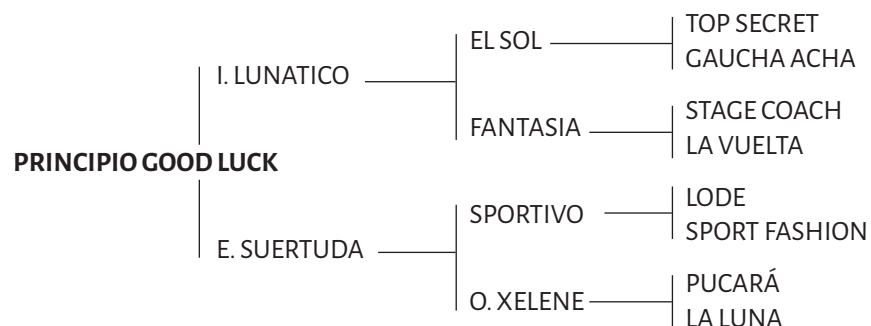 TOP SECRET
EL SOL
GAUCHA ACHA
I. LUNATICO
STAGE COACH
FANTASIA
LA VUELTA
PRINCIPIO GOOD LUCK
LODE
SPORTIVO
SPORT FASHION
E. SUERTUDA
PUCARÁ
O. XELENE
LA LUNA